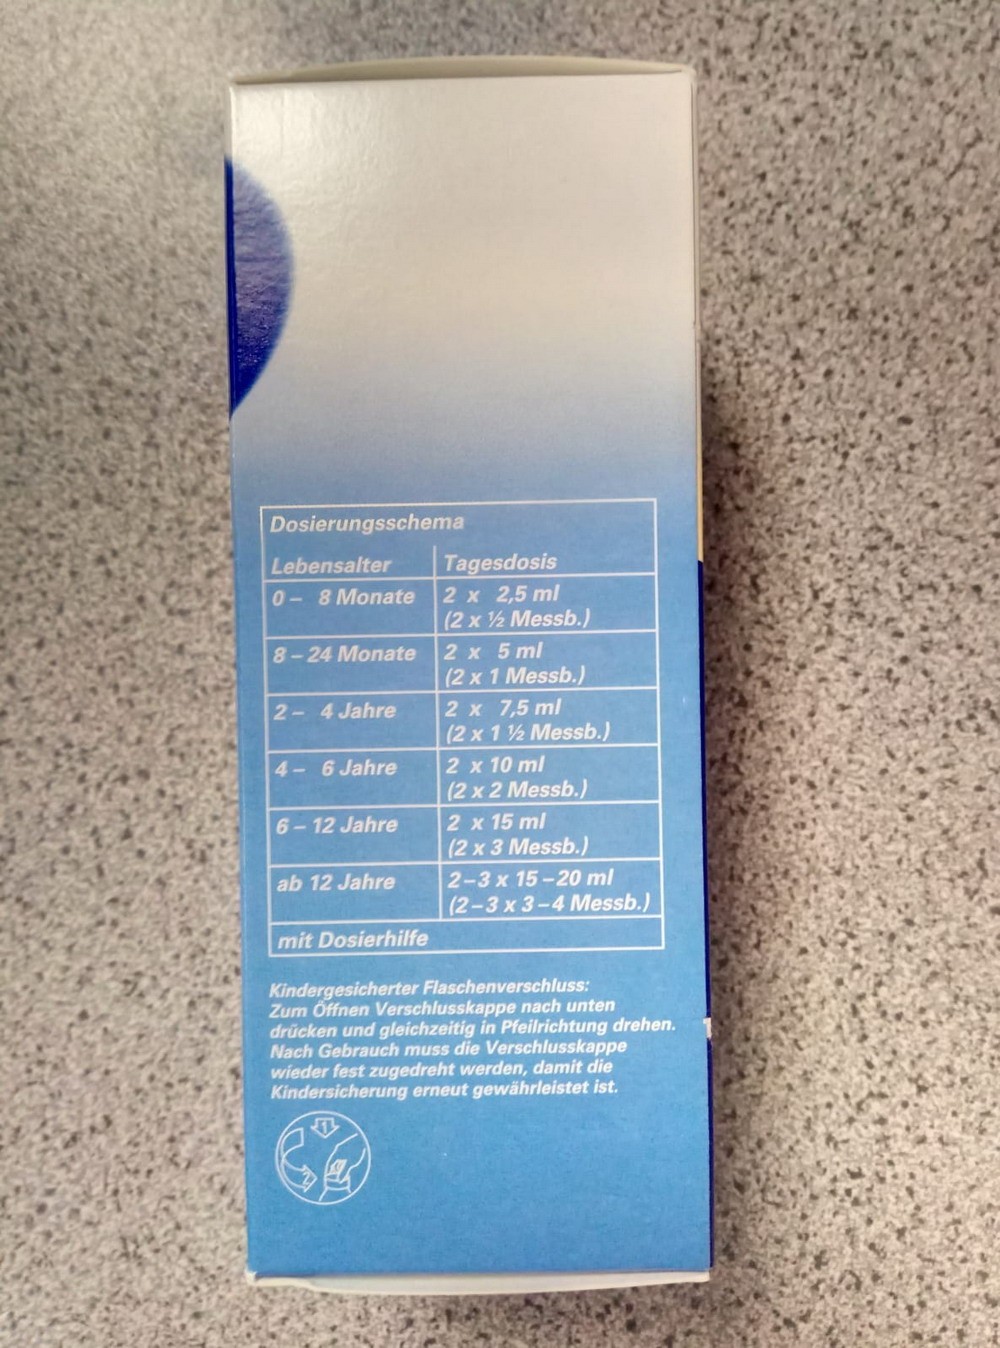 Dosierungsschema
Lebensalter Tagesdosis
0 – 8 Monate 2 x 2,5 ml
(2 x ½ Messb.)
8 – 24 Monate 2 x 5 ml
(2 x 1 Messb.)
2 – 4 Jahre 2 x 7,5 ml
(2 x 1 ½ Messb.)
4 – 6 Jahre 2 x 10 ml
(2 x 2 Messb.)
6 – 12 Jahre 2 x 15 ml
(2 x 3 Messb.)
ab 12 Jahre 2–3 x 15–20 ml
(2–3 x 3–4 Messb.)
mit Dosierhilfe
Kindergesicherter Flaschenverschluss:
Zum Öffnen Verschlusskappe nach unten
drücken und gleichzeitig in Pfeilrichtung drehen.
Nach Gebrauch muss die Verschlusskappe
wieder fest zugedreht werden, damit die
Kindersicherung erneut gewährleistet ist.
1
2